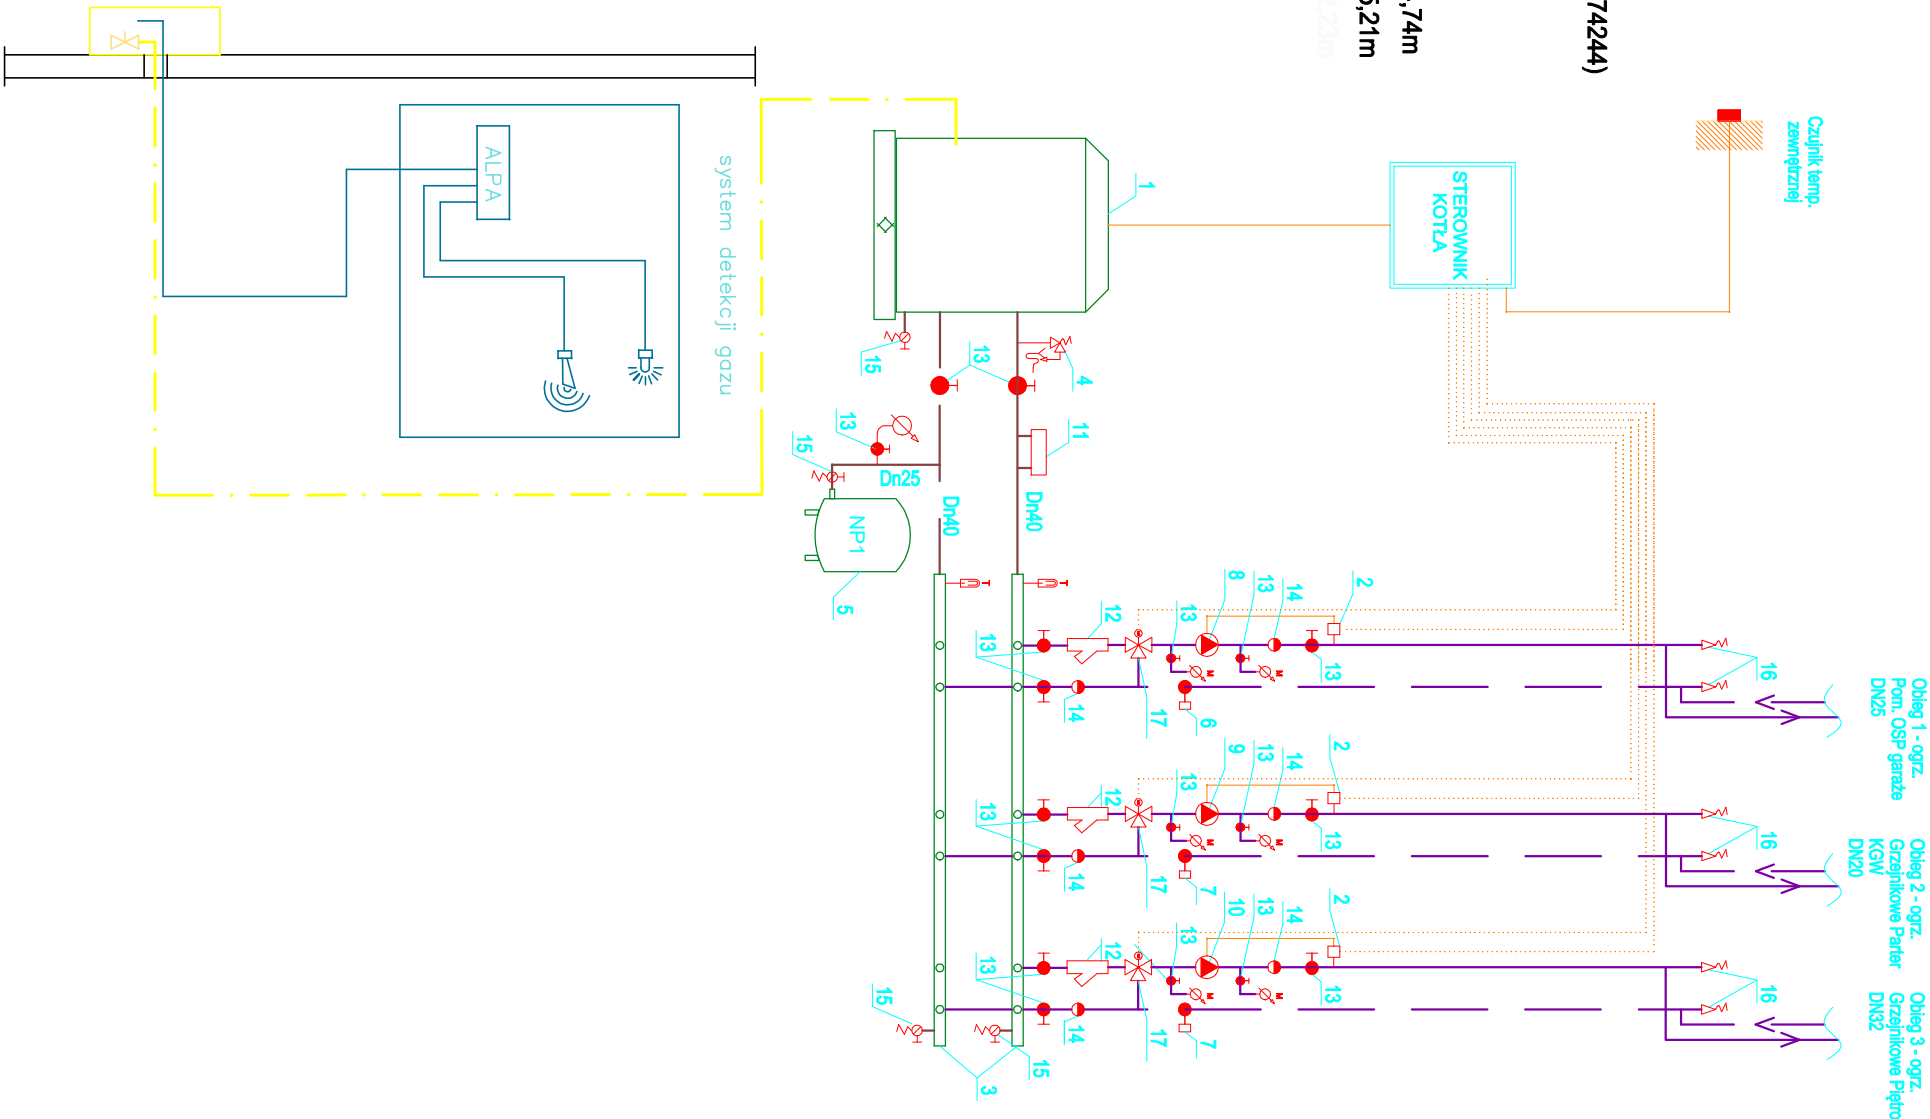 74244)
,74m
5,21m
2,23m
Czujnik temp.
zewnętrznej
STEROWNIK
KOTŁA
ALPA
system detekcji gazu
1
15
13
4
13
11
15
Dn25
Dn40
Dn40
NP1
5
T
T
2
8
13
14
12
13
13
13
M
M
16
14
17
6
Obieg 1 - ogrz.
Pom. OSP garaże
DN25
2
9
13
14
12
13
13
13
M
M
16
14
17
7
Obieg 2 - ogrz.
Grzejnikowe Parter
KGW
DN20
2
10
13
14
12
13
13
13
M
M
16
14
17
7
Obieg 3 - ogrz.
Grzejnikowe Piętro
DN32
15
15
3